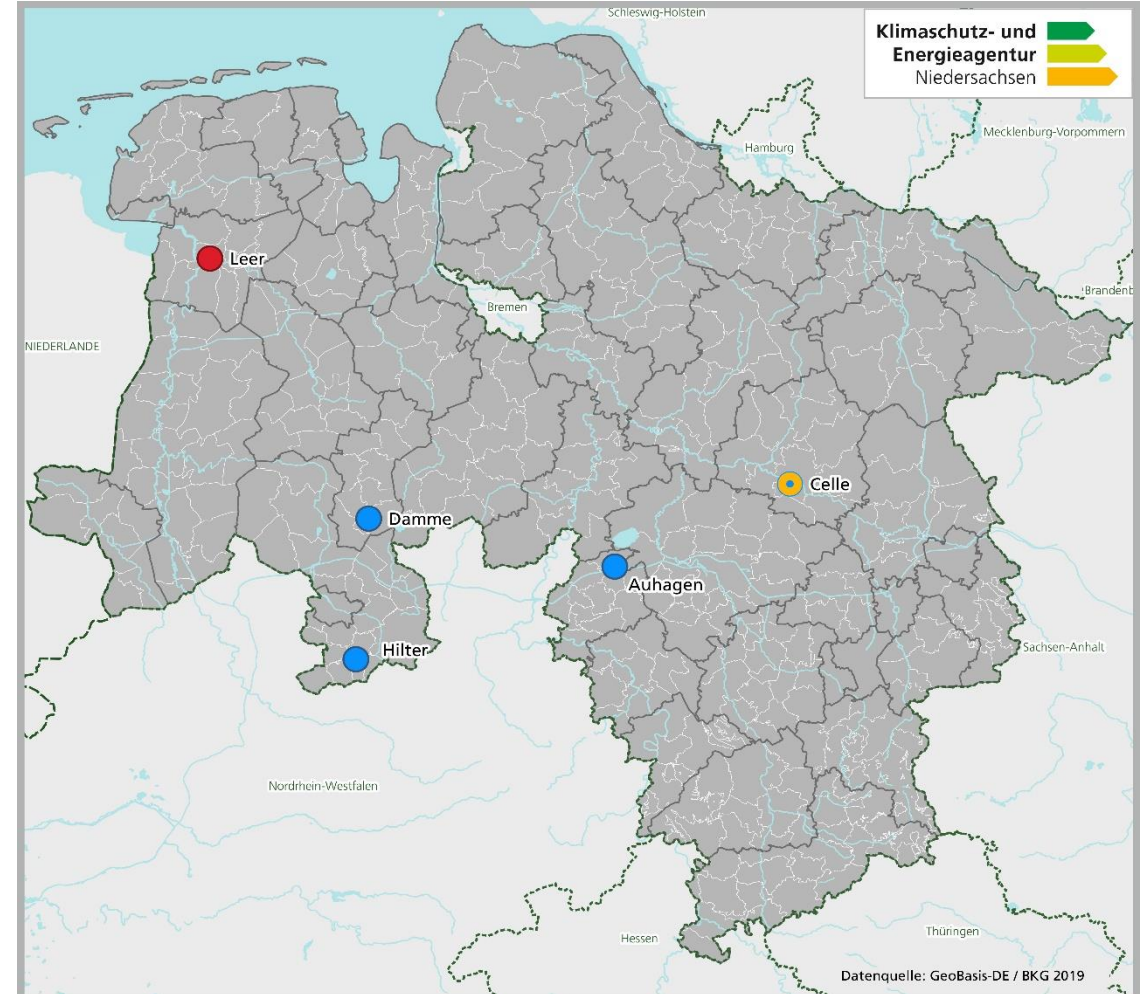 Schleswig-Holstein
Klimaschutz- und
Energieagentur
Niedersachsen
Mecklenburg-Vorpommern
Hamburg
Leer
Brandenb
Bremen
NIEDERLANDE
Celle
Damme
Auhagen
Hilter
Sachsen-Anhalt
Nordrhein-Westfalen
Thüringen
Hessen
Datenquelle: GeoBasis-DE / BKG 2019